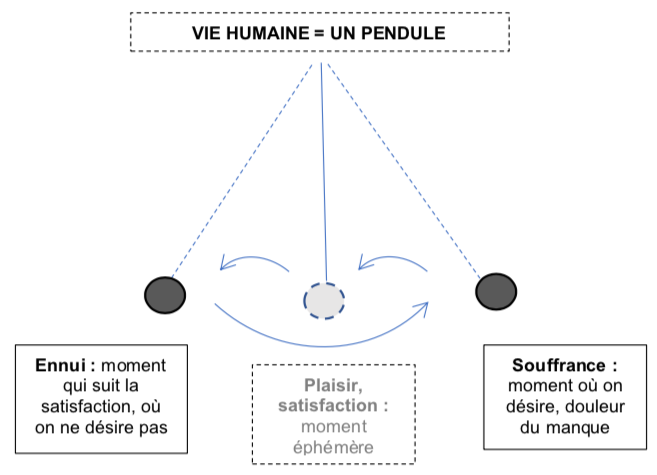 VIE HUMAINE = UN PENDULE
Ennui : moment
qui suit la
satisfaction, où
on ne désire pas
Plaisir,
satisfaction :
moment
éphémère
Souffrance :
moment où on
désire, douleur
du manque